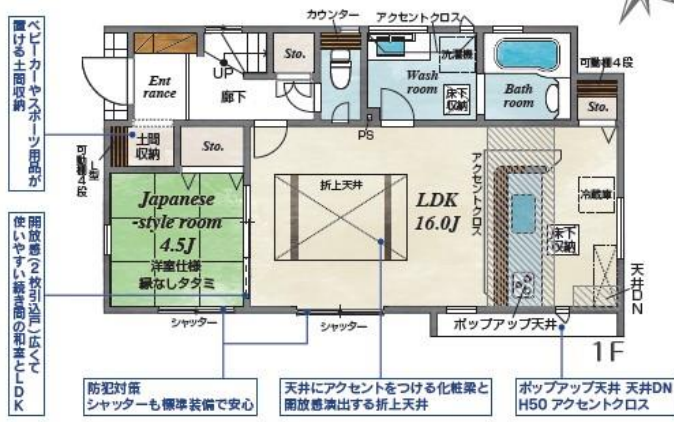 ベビーカーやスポーツ用品が
置ける土間収納
カウンター
アクセントクロス
洗濯機
可動棚4段
Ent
rance
UP
廊下
Sto.
Wash
room
床下
収納
Bath
room
Sto.
PS
土間
収納
L型
可動棚4段
Sto.
Japanese
-style room
4.5J
洋室仕様
縁なしタタミ
折上天井
LDK
16.0J
アクセントクロス
冷蔵庫
床下
収納
天井DN
開放感(2枚引込戸)広くて
使いやすい続き間の和室とLDK
シャッター
シャッター
ポップアップ天井
1F
防犯対策
シャッターも標準装備で安心
天井にアクセントをつける化粧梁と
開放感演出する折上天井
ポップアップ天井 天井DN
H50 アクセントクロス